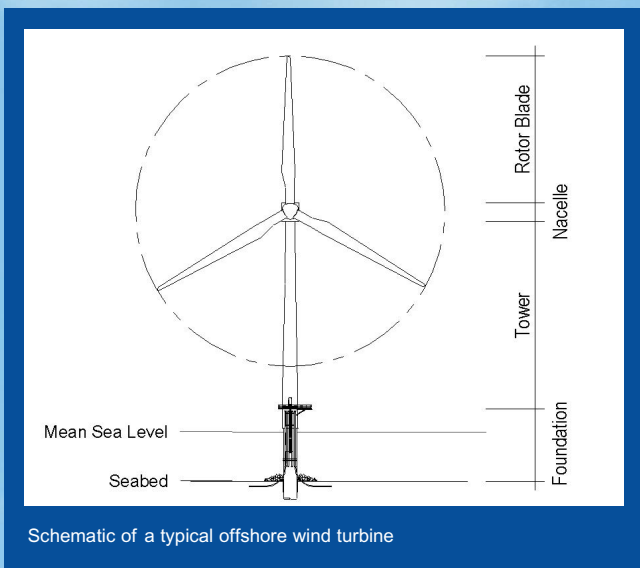 Rotor Blade
Nacelle
Tower
Foundation
Mean Sea Level
Seabed
Schematic of a typical offshore wind turbine